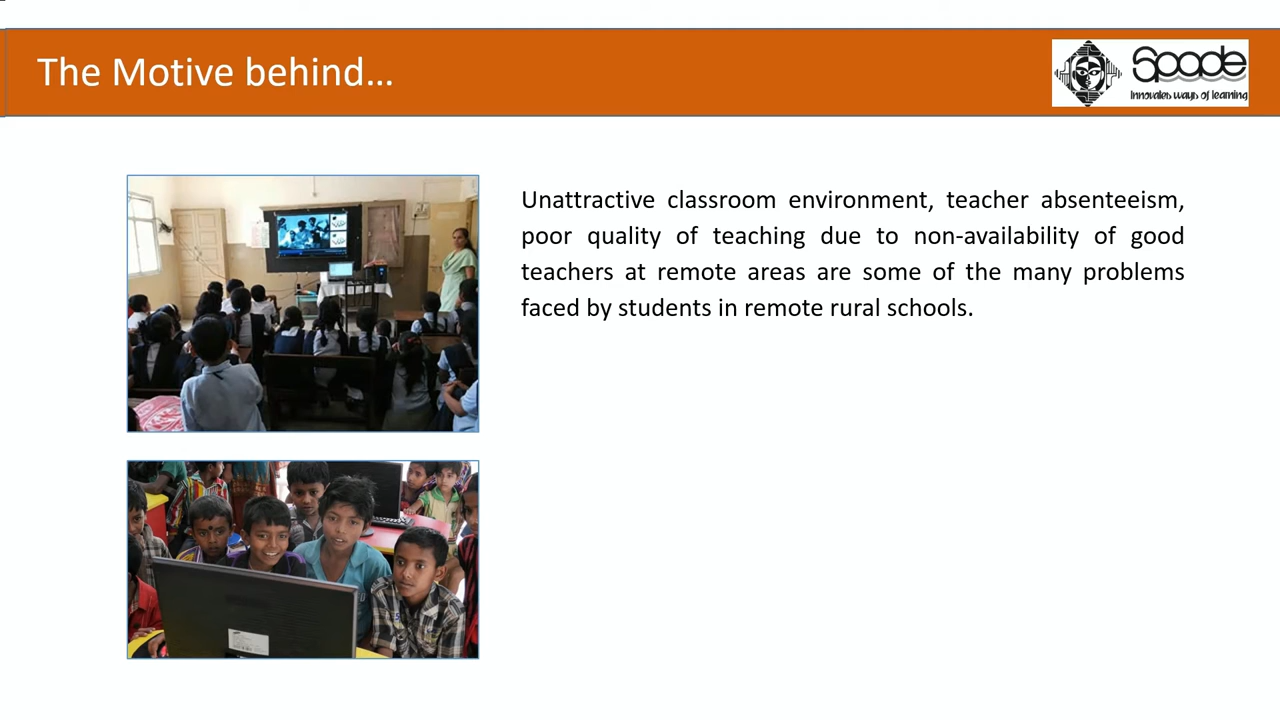 The Motive behind...
Spade
Innovates ways of learning
Unattractive classroom environment, teacher absenteeism,
poor quality of teaching due to non-availability of good
teachers at remote areas are some of the many problems
faced by students in remote rural schools.